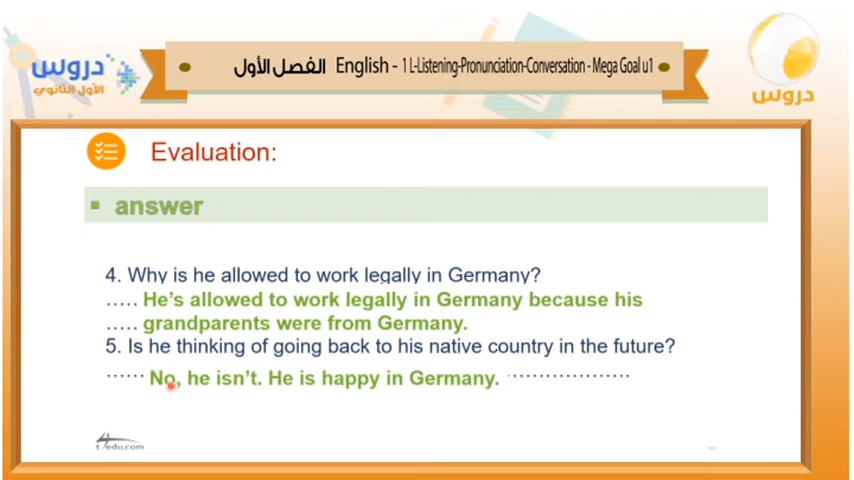 دروس
الأول الثانوي
الفصل الأول English - 1 L-Listening-Pronunciation-Conversation - Mega Goal u1
دروس
Evaluation:
▪ answer
4. Why is he allowed to work legally in Germany?
..... He's allowed to work legally in Germany because his
..... grandparents were from Germany.
5. Is he thinking of going back to his native country in the future?
...... No, he isn't. He is happy in Germany. ..................
t4edu.com